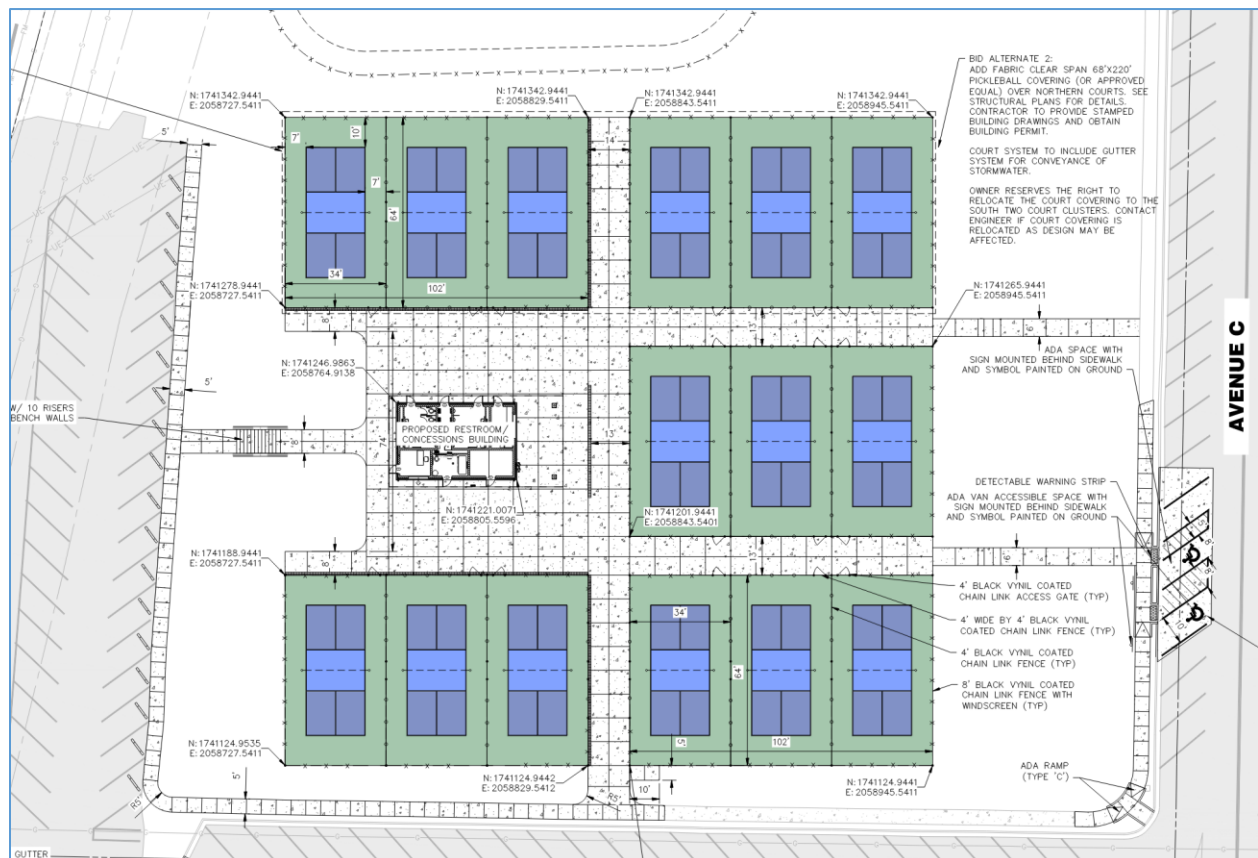 N: 1741342.9441
E: 2058727.5411
N: 1741342.9441
E: 2058829.5411
N: 1741342.9441
E: 2058843.5411
N: 1741342.9441
E: 2058945.5411
BID ALTERNATE 2:
ADD FABRIC CLEAR SPAN 68'X220'
PICKLEBALL COVERING (OR APPROVED
EQUAL) OVER NORTHERN COURTS. SEE
STRUCTURAL PLANS FOR DETAILS.
CONTRACTOR TO PROVIDE STAMPED
BUILDING DRAWINGS AND OBTAIN
BUILDING PERMIT.
COURT SYSTEM TO INCLUDE GUTTER
SYSTEM FOR CONVEYANCE OF
STORMWATER.
OWNER RESERVES THE RIGHT TO
RELOCATE THE COURT COVERING TO THE
SOUTH TWO COURT CLUSTERS. CONTACT
ENGINEER IF COURT COVERING IS
RELOCATED AS DESIGN MAY BE
AFFECTED.
5'
7'
10'
14'
7'
64'
34'
102'
N: 1741278.9441
E: 2058727.5411
N: 1741265.9441
E: 2058945.5411
8'
13'
6'
AVENUE C
ADA SPACE WITH
SIGN MOUNTED BEHIND SIDEWALK
AND SYMBOL PAINTED ON GROUND
N: 1741246.9863
E: 2058764.9138
5'
W/ 10 RISERS
BENCH WALLS
8'
74'
PROPOSED RESTROOM/
CONCESSIONS BUILDING
13'
N: 1741221.0071
E: 2058805.5596
N: 1741201.9441
E: 2058843.5401
DETECTABLE WARNING STRIP
ADA VAN ACCESSIBLE SPACE WITH
SIGN MOUNTED BEHIND SIDEWALK
AND SYMBOL PAINTED ON GROUND
5'
8'
8'
10'
N: 1741188.9441
E: 2058727.5411
8'
13'
6'
4' BLACK VYNIL COATED
CHAIN LINK ACCESS GATE (TYP)
4' WIDE BY 4' BLACK VYNIL
COATED CHAIN LINK FENCE (TYP)
4' BLACK VYNIL COATED
CHAIN LINK FENCE (TYP)
8' BLACK VYNIL COATED
CHAIN LINK FENCE WITH
WINDSCREEN (TYP)
34'
64'
5'
102'
N: 1741124.9535
E: 2058727.5411
N: 1741124.9442
E: 2058829.5412
N: 1741124.9441
E: 2058945.5411
ADA RAMP
(TYPE 'C')
5'
R5'
R5'
10'
GUTTER